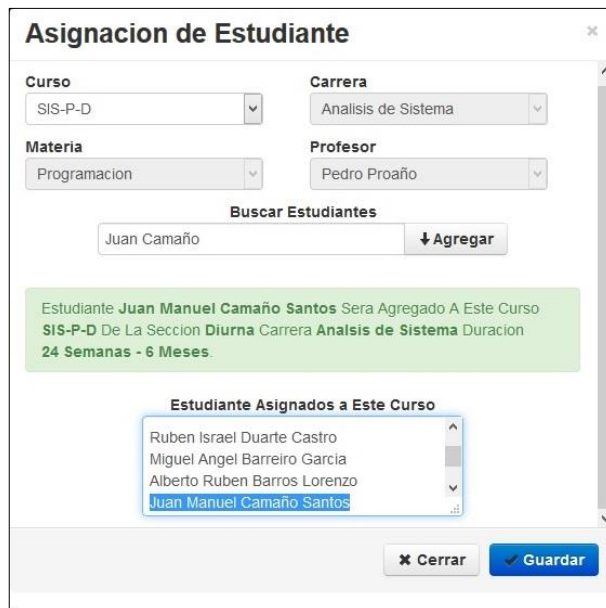 Asignacion de Estudiante ×
Curso Carrera
SIS-P-D Analisis de Sistema
Materia Profesor
Programacion Pedro Proaño
Buscar Estudiantes
Juan Camaño Agregar
Estudiante Juan Manuel Camaño Santos Sera Agregado A Este Curso
SIS-P-D De La Seccion Diurna Carrera Analsis de Sistema Duracion
24 Semanas - 6 Meses.
Estudiante Asignados a Este Curso
Ruben Israel Duarte Castro
Miguel Angel Barreiro Garcia
Alberto Ruben Barros Lorenzo
Juan Manuel Camaño Santos
Cerrar Guardar